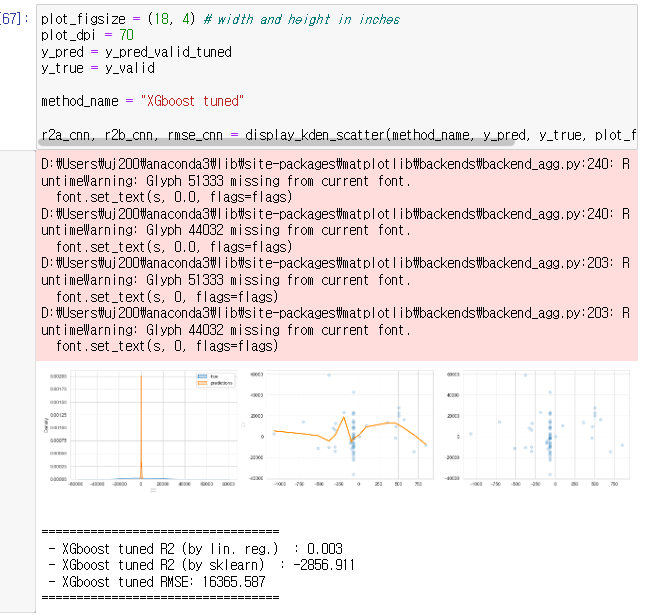 [67]:
plot_figsize = (18, 4) # width and height in inches
plot_dpi = 70
y_pred = y_pred_valid_tuned
y_true = y_valid
method_name = "XGboost tuned"
r2a_cnn, r2b_cnn, rmse_cnn = display_kden_scatter(method_name, y_pred, y_true, plot_f
D:₩Users₩uj200₩anaconda3₩lib₩site-packages₩matplotlib₩backends₩backend_agg.py:240: R
untime₩arning: Glyph 51333 missing from current font.
font.set_text(s, 0.0, flags=flags)
D:₩Users₩uj200₩anaconda3₩lib₩site-packages₩matplotlib₩backends₩backend_agg.py:240: R
untimeWarning: Glyph 44032 missing from current font.
font.set_text(s, 0.0, flags=flags)
D:₩Users₩uj200₩anaconda3₩lib₩site-packages₩matplotlib₩backends₩backend_agg.py:203: R
untimeWarning: Glyph 51333 missing from current font.
font.set_text(s, 0, flags=flags)
D:₩Users₩uj200₩anaconda3₩lib₩site-packages₩matplotlib₩backends₩backend_agg.py:203: R
untimeWarning: Glyph 44032 missing from current font.
font.set_text(s, 0, flags=flags)
true
predictions
Density
0.00200
0.00175
0.00150
0.00125
0.00100
0.00075
0.00050
0.00025
0.00000
-60000 -40000 -20000 0 20000 40000 60000 80000
60000
40000
20000
0
-20000
-40000
-1000 -750 -500 -250 0 250 500 750
60000
40000
20000
0
-20000
-40000
-1000 -750 -500 -250 0 250 500 750
==================================
- XGboost tuned R2 (by lin. reg.) : 0.003
- XGboost tuned R2 (by sklearn) : -2856.911
- XGboost tuned RMSE: 16365.587
==================================